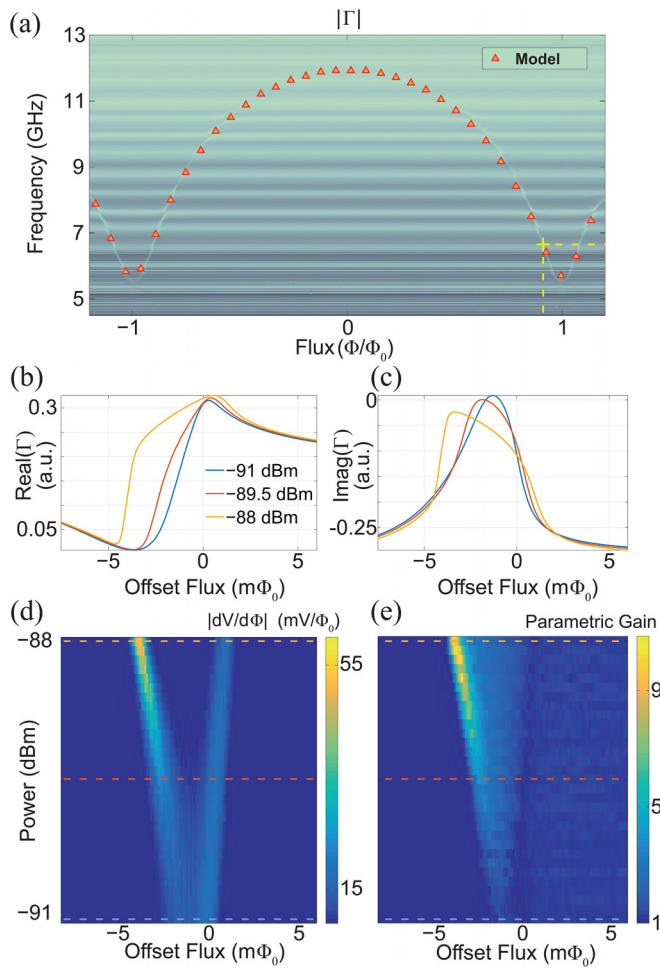 (a)
|Γ|
13
11
9
7
5
Frequency (GHz)
Model
−1
0
1
Flux (Φ/Φ₀)
(b)
0.3
0.05
Real(Γ)
(a.u.)
−91 dBm
−89.5 dBm
−88 dBm
−5
0
5
Offset Flux (mΦ₀)
(c)
0
-0.25
Imag(Γ)
(a.u.)
−5
0
5
Offset Flux (mΦ₀)
(d)
|dV/dΦ| (mV/Φ₀)
−88
−91
Power (dBm)
55
15
−5
0
5
Offset Flux (mΦ₀)
(e)
Parametric Gain
9
5
1
−5
0
5
Offset Flux (mΦ₀)